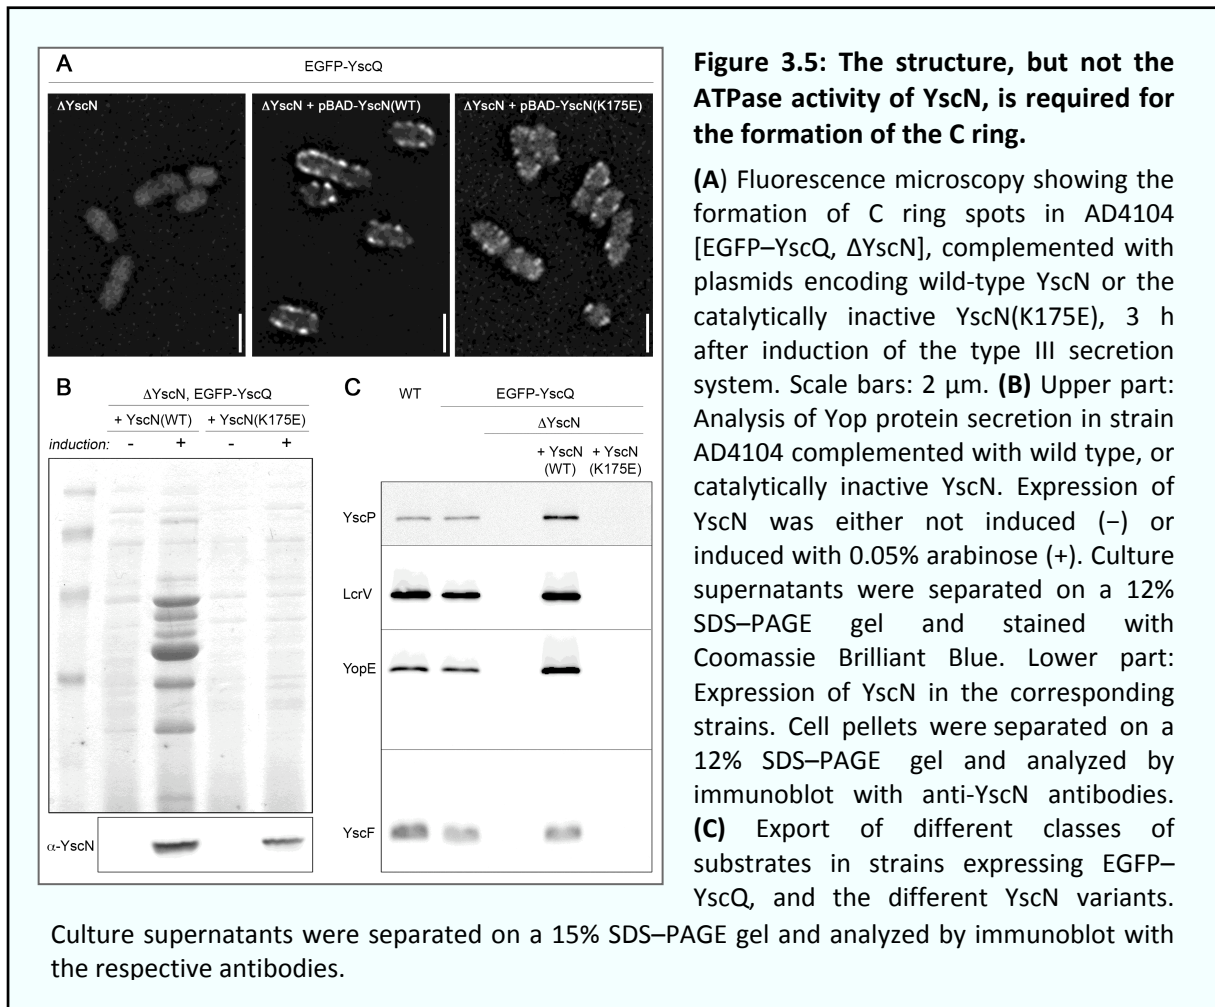 A
EGFP-YscQ
ΔYscN
ΔYscN + pBAD-YscN(WT)
ΔYscN + pBAD-YscN(K175E)
B
ΔYscN, EGFP-YscQ
+ YscN(WT) + YscN(K175E)
induction: - + - +
α-YscN
C
WT
EGFP-YscQ
ΔYscN
+ YscN + YscN
(WT) (K175E)
YscP
LcrV
YopE
YscF
Figure 3.5: The structure, but not the
ATPase activity of YscN, is required for
the formation of the C ring.
(A) Fluorescence microscopy showing the
formation of C ring spots in AD4104
[EGFP–YscQ, ΔYscN], complemented with
plasmids encoding wild-type YscN or the
catalytically inactive YscN(K175E), 3 h
after induction of the type III secretion
system. Scale bars: 2 μm. (B) Upper part:
Analysis of Yop protein secretion in strain
AD4104 complemented with wild type, or
catalytically inactive YscN. Expression of
YscN was either not induced (−) or
induced with 0.05% arabinose (+). Culture
supernatants were separated on a 12%
SDS–PAGE gel and stained with
Coomassie Brilliant Blue. Lower part:
Expression of YscN in the corresponding
strains. Cell pellets were separated on a
12% SDS–PAGE gel and analyzed by
immunoblot with anti-YscN antibodies.
(C) Export of different classes of
substrates in strains expressing EGFP–
YscQ, and the different YscN variants.
Culture supernatants were separated on a 15% SDS–PAGE gel and analyzed by immunoblot with
the respective antibodies.